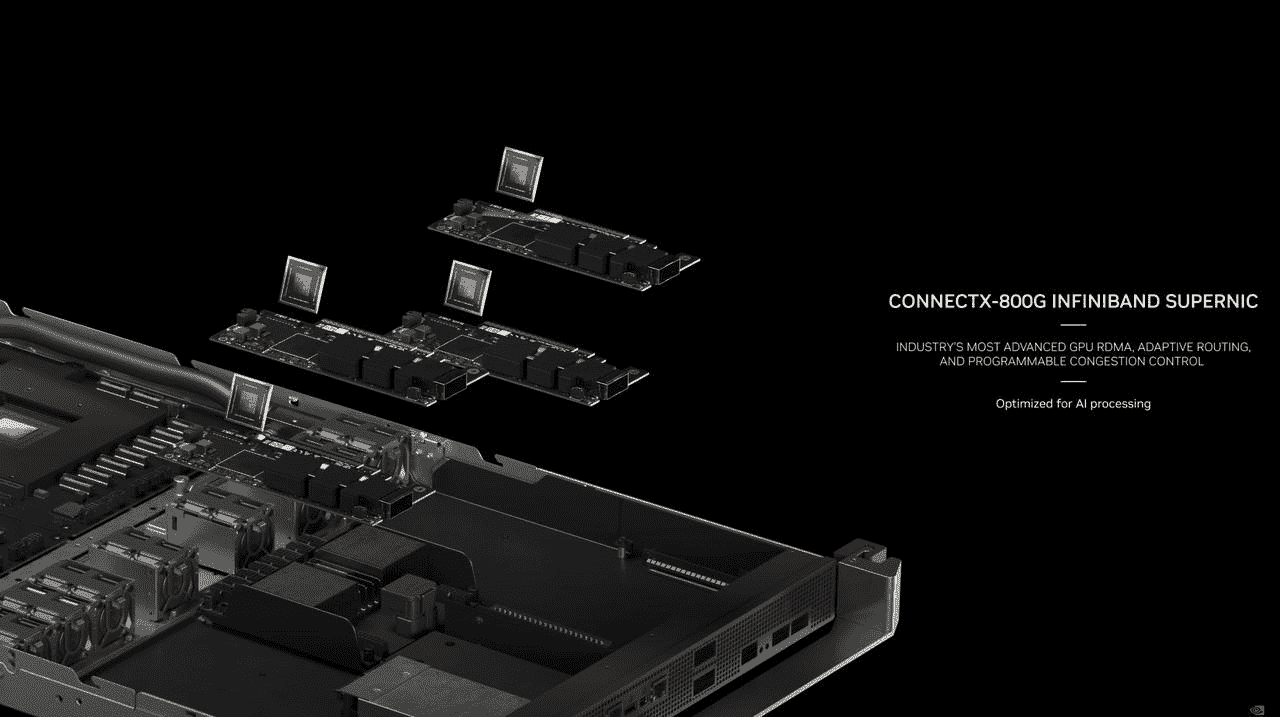 CONNECTX-800G INFINIBAND SUPERNIC
INDUSTRY'S MOST ADVANCED GPU RDMA, ADAPTIVE ROUTING,
AND PROGRAMMABLE CONGESTION CONTROL
Optimized for AI processing